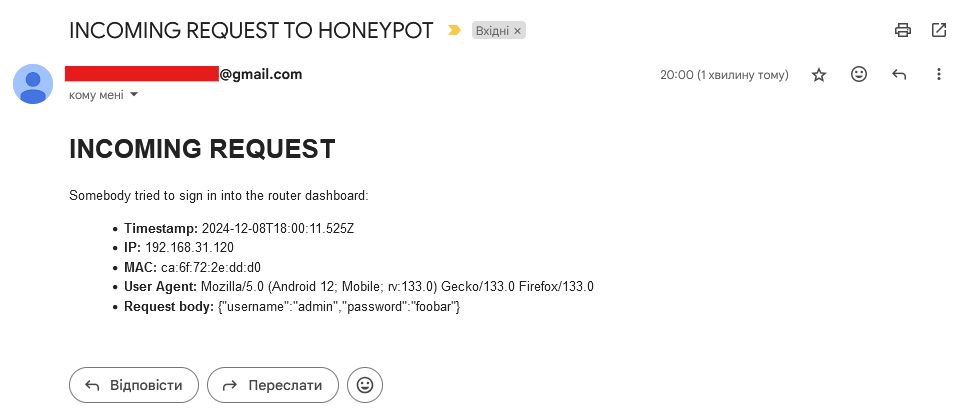 INCOMING REQUEST TO HONEYPOT Вхідні ×
@gmail.com 20:00 (1 хвилину тому)
кому мені
INCOMING REQUEST
Somebody tried to sign in into the router dashboard:
• Timestamp: 2024-12-08T18:00:11.525Z
• IP: 192.168.31.120
• MAC: ca:6f:72:2e:dd:d0
• User Agent: Mozilla/5.0 (Android 12; Mobile; rv:133.0) Gecko/133.0 Firefox/133.0
• Request body: {"username":"admin","password":"foobar"}
Відповісти Переслати